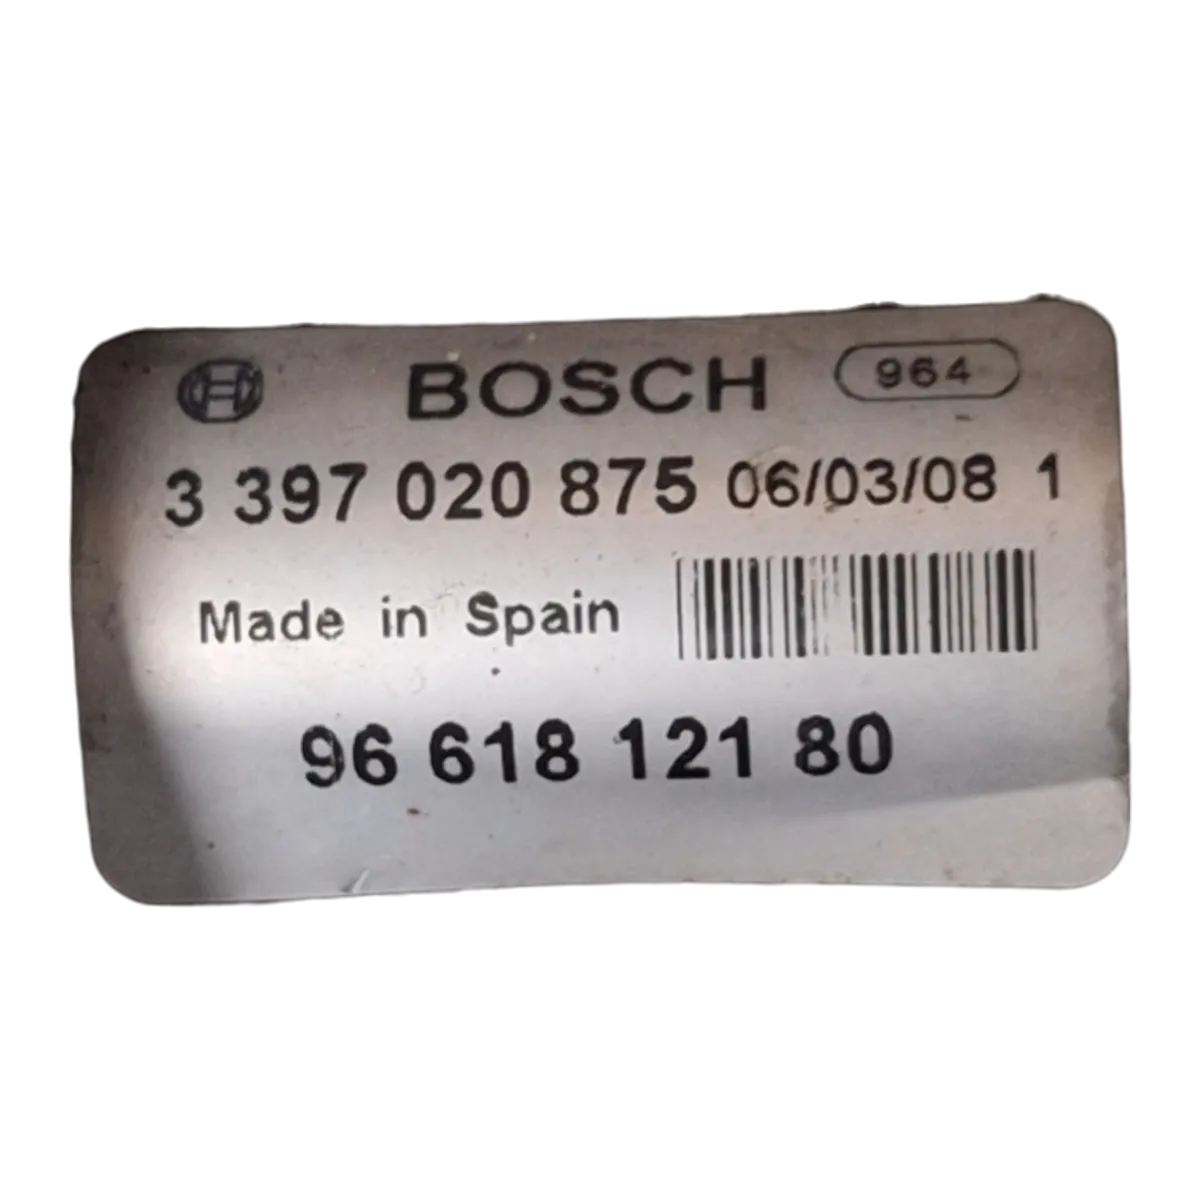 BOSCH 964
3 397 020 875 06/03/08 1
Made in Spain
96 618 121 80